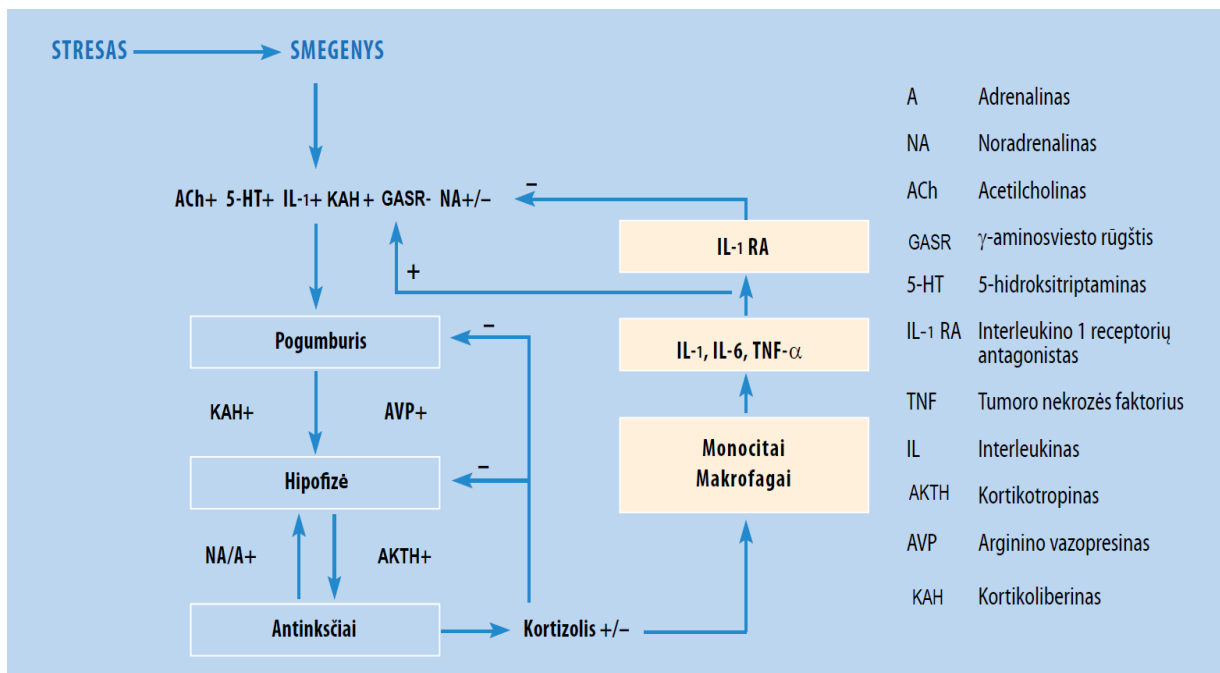 STRESAS SMEGENYS
ACh+ 5-HT+ IL-1+ KAH + GASR- NA+/–
–
+
IL-1 RA
Pogumburis
–
IL-1, IL-6, TNF-α
KAH+ AVP+
Monocitai
Makrofagai
Hipofizė
–
NA/A+ AKTH+
Antinksčiai
Kortizolis +/–
A Adrenalinas
NA Noradrenalinas
ACh Acetilcholinas
GASR γ-aminosviesto rūgštis
5-HT 5-hidroksitriptaminas
IL-1 RA Interleukino 1 receptorių
antagonistas
TNF Tumoro nekrozės faktorius
IL Interleukinas
AKTH Kortikotropinas
AVP Arginino vazopresinas
KAH Kortikoliberinas